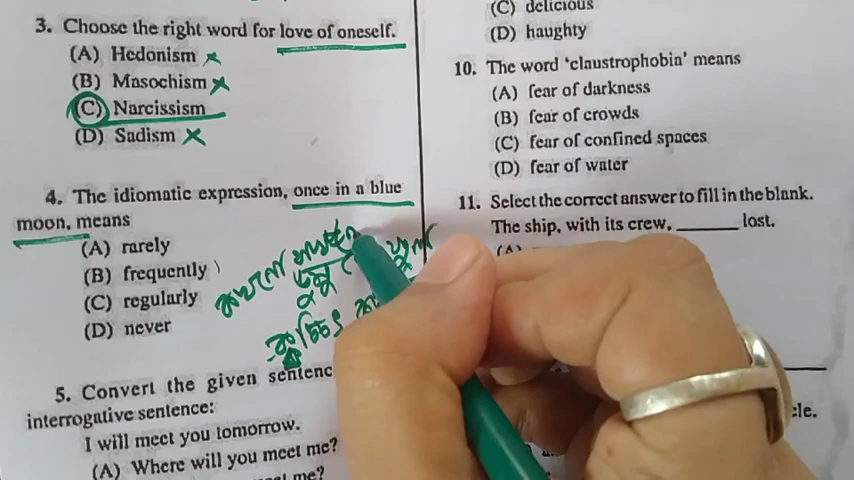 3. Choose the right word for love of oneself.
(A) Hedonism
(B) Masochism
(C) Narcissism
(D) Sadism
4. The idiomatic expression, once in a blue
moon, means
(A) rarely
(B) frequently
(C) regularly
(D) never
কখনো
5. Convert the given sentenc
interrogative sentence:
I will meet you tomorrow.
(A) Where will you meet me?
me?
(C) delicious
(D) haughty
10. The word 'claustrophobia' means
(A) fear of darkness
(B) fear of crowds
(C) fear of confined spaces
(D) fear of water
11. Select the correct answer to fill in the blank.
The ship, with its crew, ______ lost.
(A)
cle.